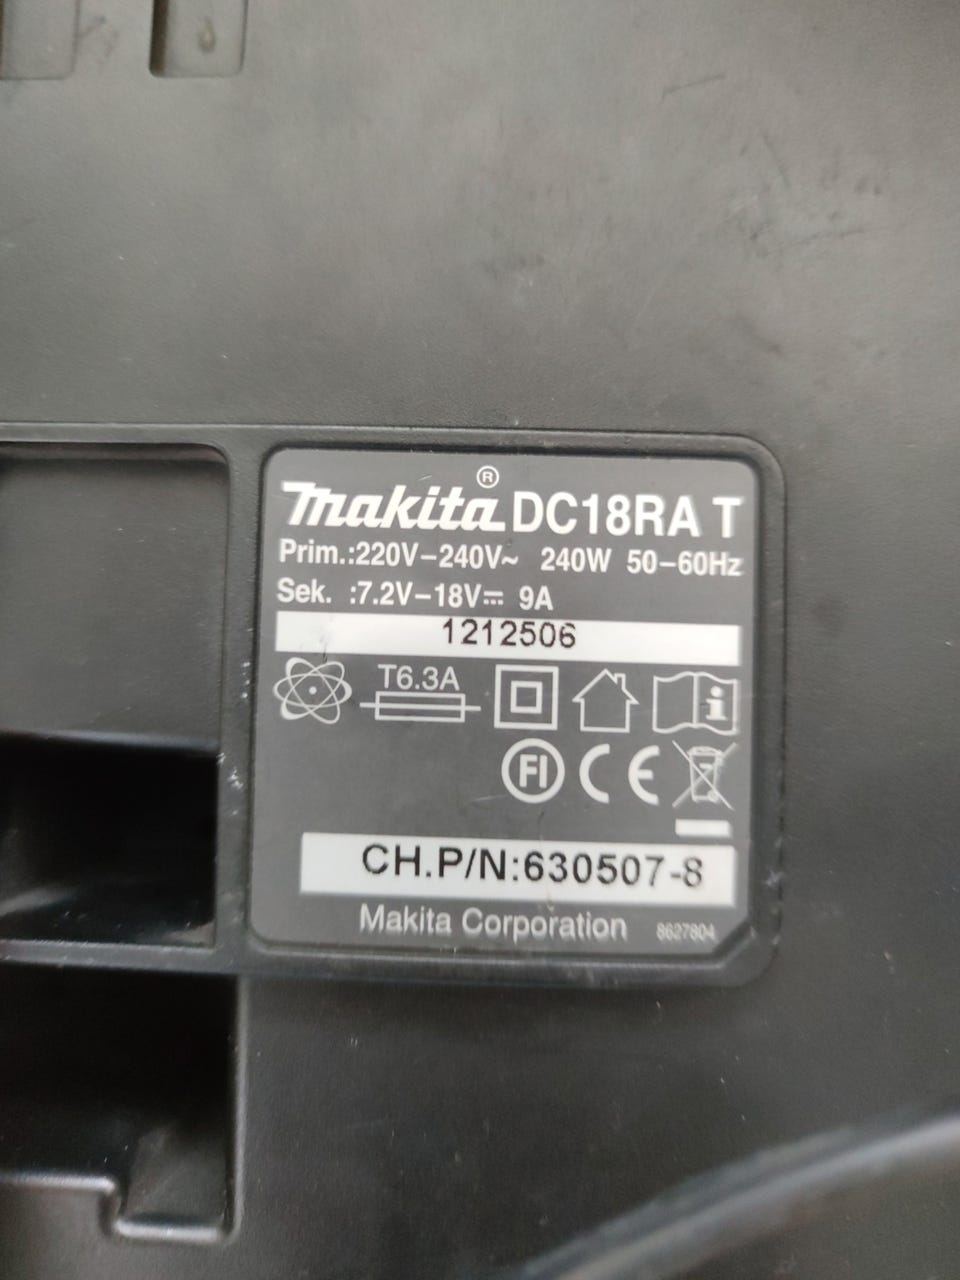 makita® DC18RA T
Prim.:220V–240V~ 240W 50–60Hz
Sek. :7.2V–18V⎓ 9A
1212506
T6.3A
i
FI CE
CH.P/N:630507-8
Makita Corporation 8627804